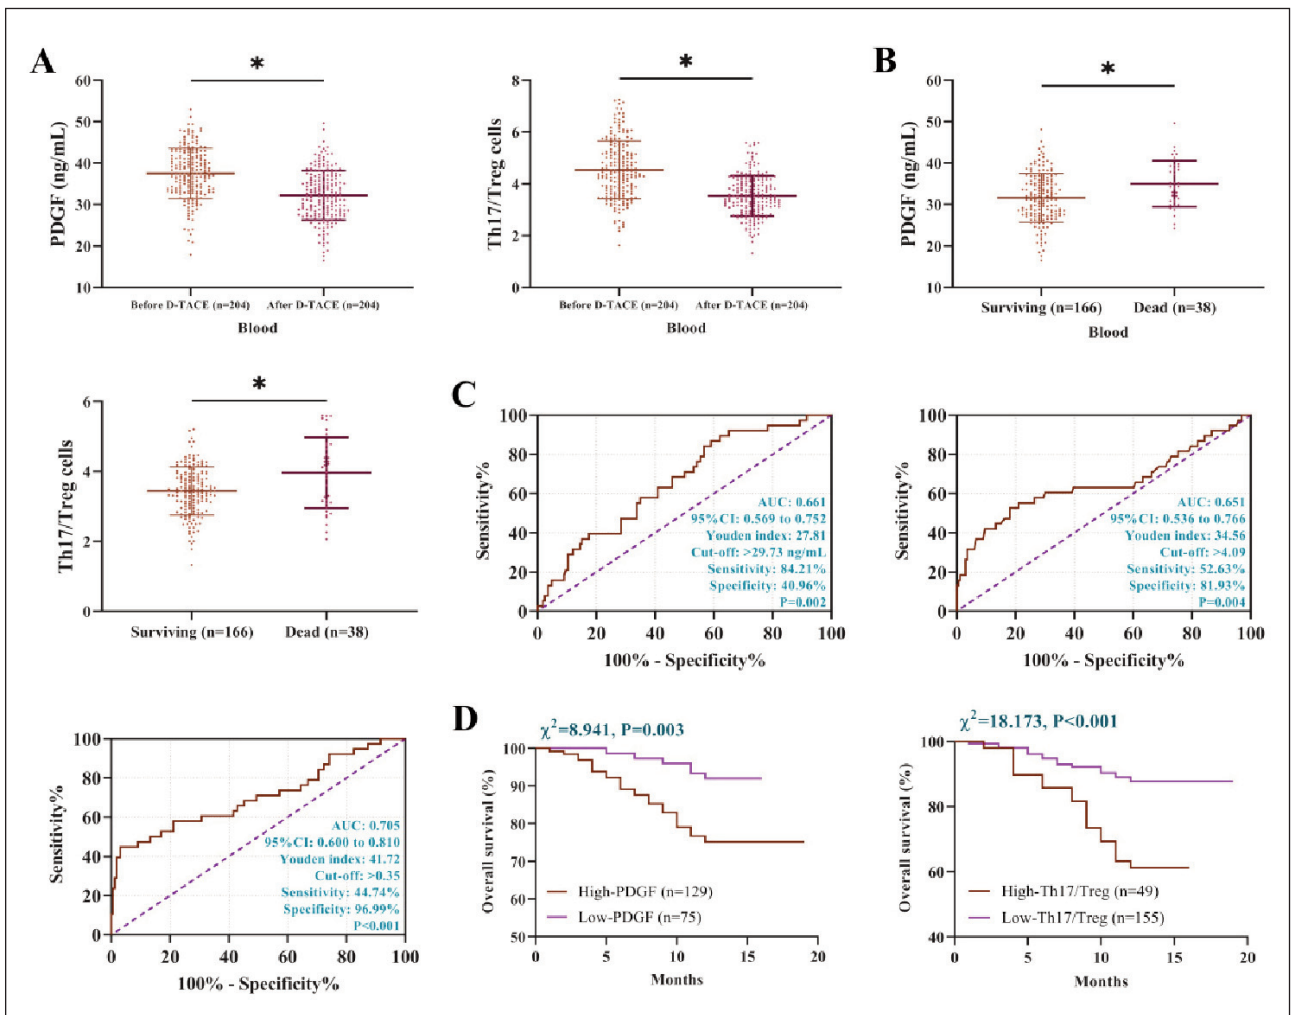 A
*
60
50
40
30
20
10
PDGF (ng/mL)
Before D-TACE (n=204)
After D-TACE (n=204)
Blood
*
8
6
4
2
0
Th17/Treg cells
Before D-TACE (n=204)
After D-TACE (n=204)
Blood
B
*
60
50
40
30
20
10
PDGF (ng/mL)
Surviving (n=166)
Dead (n=38)
Blood
*
6
4
2
0
Th17/Treg cells
Surviving (n=166)
Dead (n=38)
C
100
80
60
40
20
0
Sensitivity%
AUC: 0.661
95%CI: 0.569 to 0.752
Youden index: 27.81
Cut-off: >29.73 ng/mL
Sensitivity: 84.21%
Specificity: 40.96%
P=0.002
0 20 40 60 80 100
100% - Specificity%
100
80
60
40
20
0
Sensitivity%
AUC: 0.651
95%CI: 0.536 to 0.766
Youden index: 34.56
Cut-off: >4.09
Sensitivity: 52.63%
Specificity: 81.93%
P=0.004
0 20 40 60 80 100
100% - Specificity%
100
80
60
40
20
0
Sensitivity%
AUC: 0.705
95%CI: 0.600 to 0.810
Youden index: 41.72
Cut-off: >0.35
Sensitivity: 44.74%
Specificity: 96.99%
P<0.001
0 20 40 60 80 100
100% - Specificity%
D
χ²=8.941, P=0.003
100
90
80
70
60
50
Overall survival (%)
High-PDGF (n=129)
Low-PDGF (n=75)
0 5 10 15 20
Months
χ²=18.173, P<0.001
100
80
60
40
Overall survival (%)
High-Th17/Treg (n=49)
Low-Th17/Treg (n=155)
0 5 10 15 20
Months